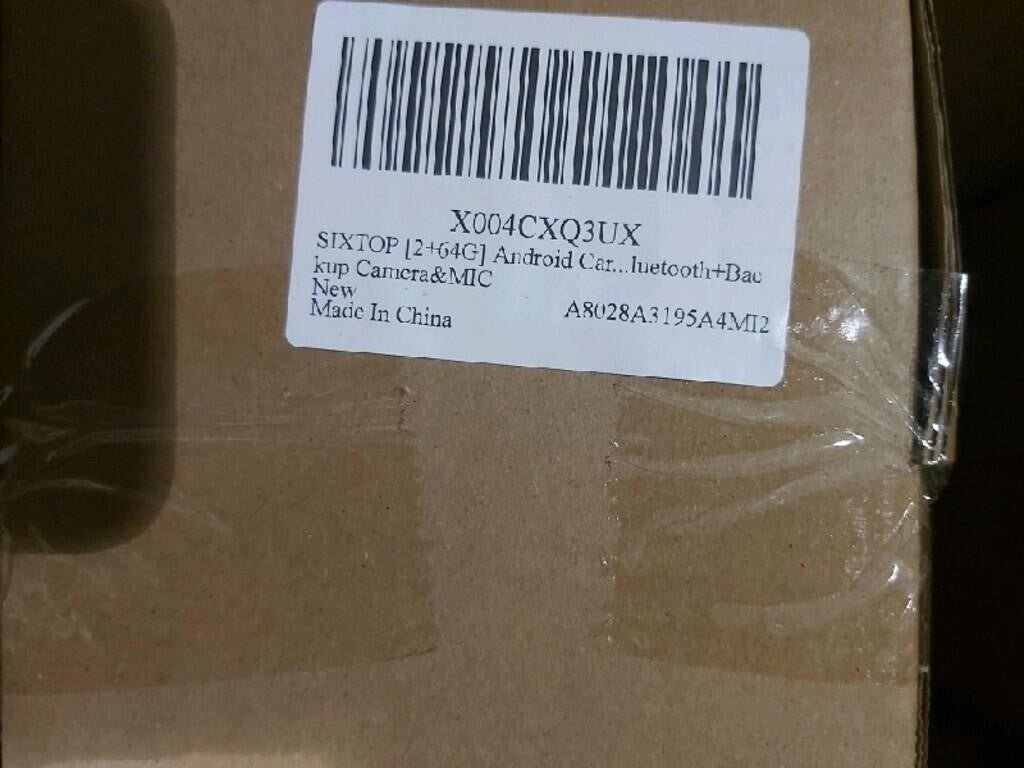 X004CXQ3UX
SIXTOP [2+64G] Android Car...luetooth+Bac
kup Camera&MIC
New
Made In China A8028A3195A4MI2